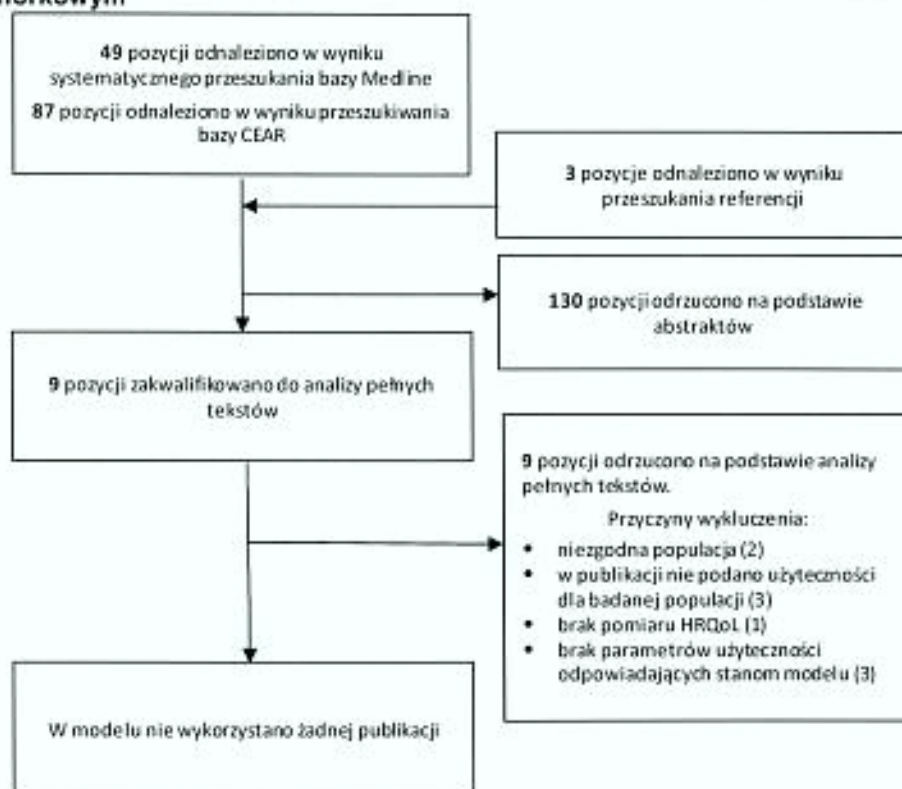 49 pozycji odnaleziono w wyniku
systematycznego przeszukania bazy Medline
87 pozycji odnaleziono w wyniku przeszukiwania
bazy CEAR
3 pozycje odnaleziono w wyniku
przeszukania referencji
130 pozycji odrzucono na podstawie
abstraktów
9 pozycji zakwalifikowano do analizy pełnych
tekstów
9 pozycji odrzucono na podstawie analizy
pełnych tekstów.
Przyczyny wykluczenia:
• niezgodna populacja (2)
• w publikacji nie podano użyteczności
dla badanej populacji (3)
• brak pomiaru HRQoL (1)
• brak parametrów użyteczności
odpowiadających stanom modelu (3)
W modelu nie wykorzystano żadnej publikacji